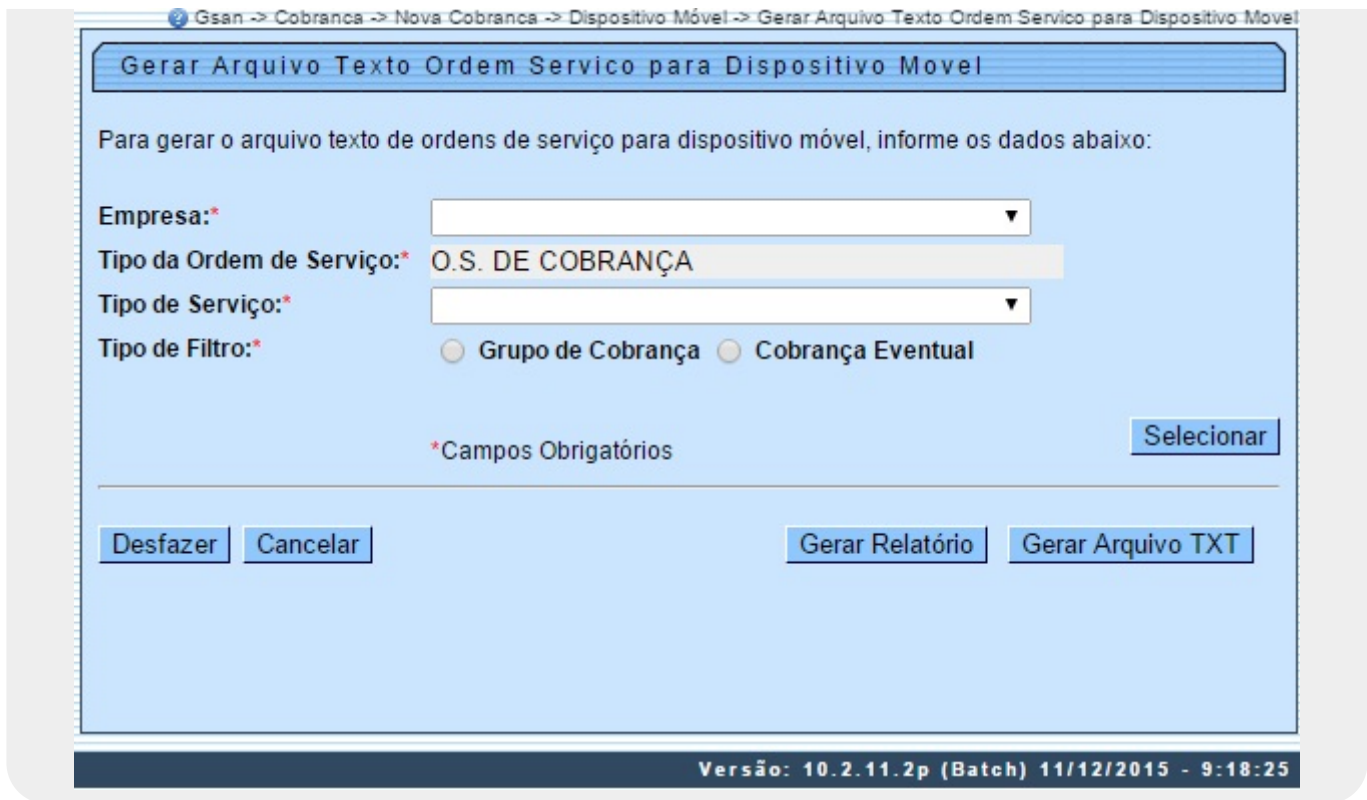 Gsan -> Cobranca -> Nova Cobranca -> Dispositivo Móvel -> Gerar Arquivo Texto Ordem Servico para Dispositivo Movel
Gerar Arquivo Texto Ordem Servico para Dispositivo Movel
Para gerar o arquivo texto de ordens de serviço para dispositivo móvel, informe os dados abaixo:
Empresa:*
Tipo da Ordem de Serviço:* O.S. DE COBRANÇA
Tipo de Serviço:*
Tipo de Filtro:* Grupo de Cobrança Cobrança Eventual
*Campos Obrigatórios Selecionar
Desfazer Cancelar Gerar Relatório Gerar Arquivo TXT
Versão: 10.2.11.2p (Batch) 11/12/2015 - 9:18:25